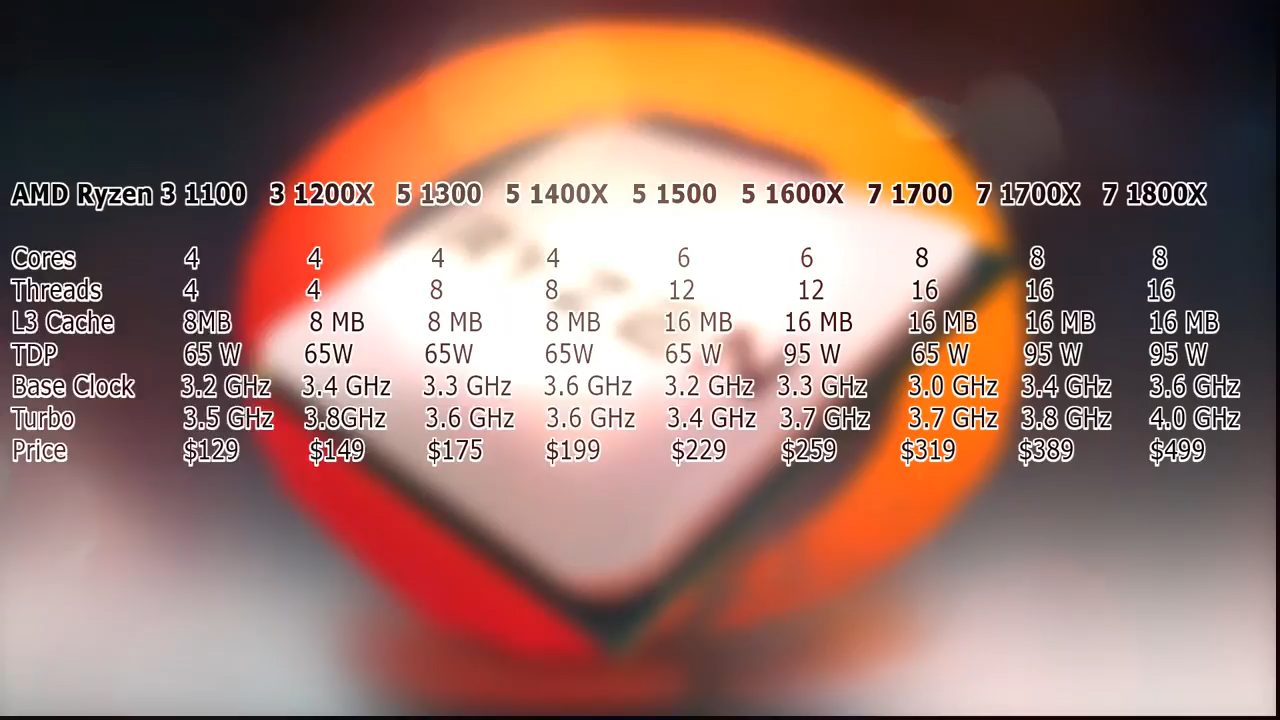 AMD Ryzen 3 1100 3 1200X 5 1300 5 1400X 5 1500 5 1600X 7 1700 7 1700X 7 1800X
Cores 4 4 4 4 6 6 8 8 8
Threads 4 4 8 8 12 12 16 16 16
L3 Cache 8MB 8 MB 8 MB 8 MB 16 MB 16 MB 16 MB 16 MB 16 MB
TDP 65 W 65W 65W 65W 65 W 95 W 65 W 95 W 95 W
Base Clock 3.2 GHz 3.4 GHz 3.3 GHz 3.6 GHz 3.2 GHz 3.3 GHz 3.0 GHz 3.4 GHz 3.6 GHz
Turbo 3.5 GHz 3.8GHz 3.6 GHz 3.6 GHz 3.4 GHz 3.7 GHz 3.7 GHz 3.8 GHz 4.0 GHz
Price $129 $149 $175 $199 $229 $259 $319 $389 $499